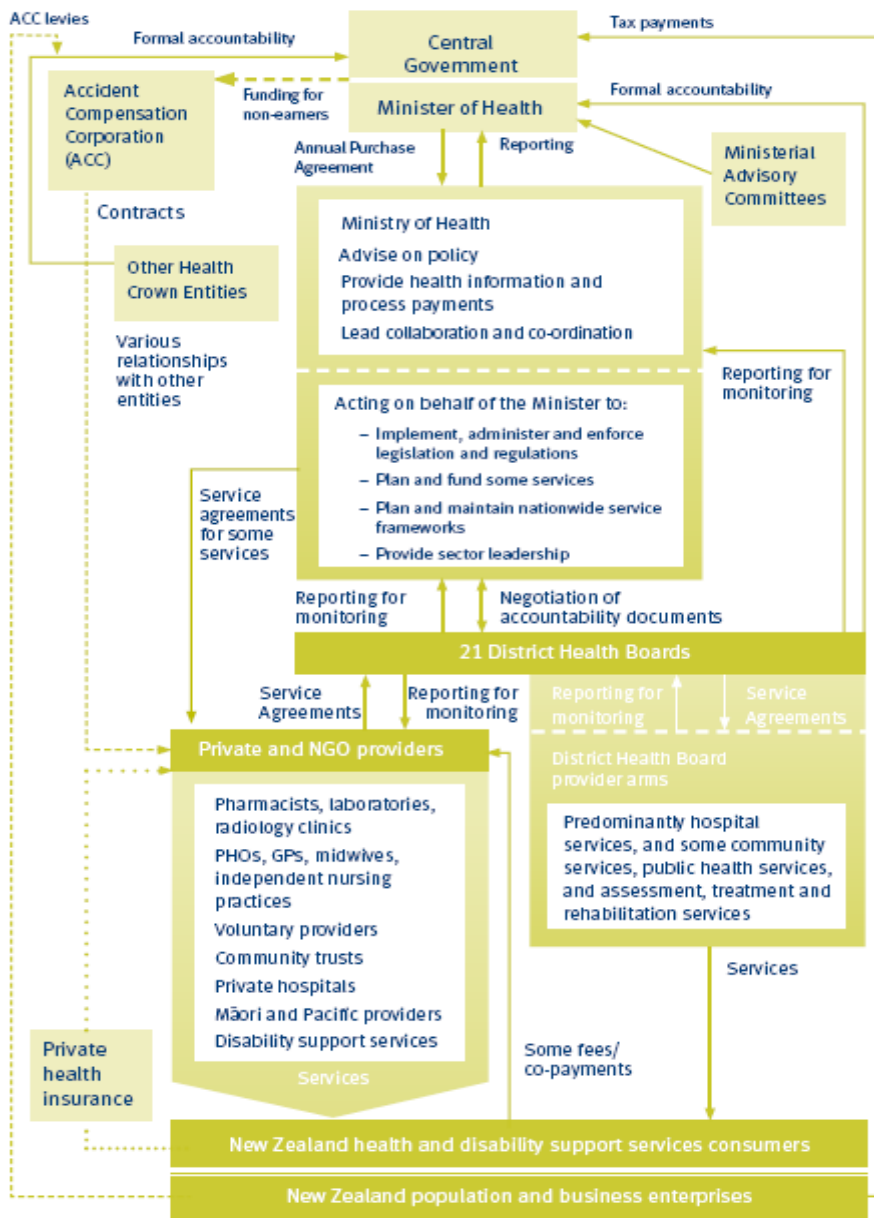 ACC levies
Formal accountability
Central
Government
Tax payments
Accident
Compensation
Corporation
(ACC)
Funding for
non-earners
Minister of Health
Formal accountability
Annual Purchase
Agreement
Reporting
Ministerial
Advisory
Committees
Contracts
Ministry of Health
Advise on policy
Provide health information and
process payments
Lead collaboration and co-ordination
Other Health
Crown Entities
Various
relationships
with other
entities
Reporting for
monitoring
Acting on behalf of the Minister to:
– Implement, administer and enforce
legislation and regulations
– Plan and fund some services
– Plan and maintain nationwide service
frameworks
– Provide sector leadership
Service
agreements
for some
services
Reporting for
monitoring
Negotiation of
accountability documents
21 District Health Boards
Service
Agreements
Reporting for
monitoring
Reporting for
monitoring
Service
Agreements
Private and NGO providers
District Health Board
provider arms
Pharmacists, laboratories,
radiology clinics
PHOs, GPs, midwives,
independent nursing
practices
Voluntary providers
Community trusts
Private hospitals
Māori and Pacific providers
Disability support services
Predominantly hospital
services, and some community
services, public health services,
and assessment, treatment and
rehabilitation services
Services
Services
Some fees/
co-payments
Private
health
insurance
New Zealand health and disability support services consumers
New Zealand population and business enterprises